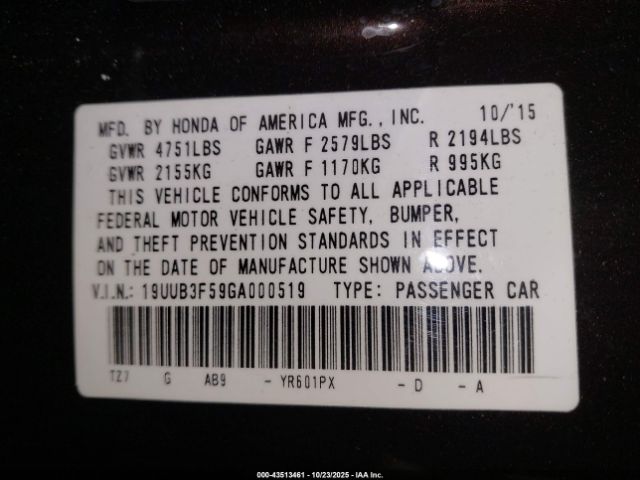 MFD. BY HONDA OF AMERICA MFG., INC. 10/'15
GVWR 4751LBS GAWR F 2579LBS R 2194LBS
GVWR 2155KG GAWR F 1170KG R 995KG
THIS VEHICLE CONFORMS TO ALL APPLICABLE
FEDERAL MOTOR VEHICLE SAFETY, BUMPER,
AND THEFT PREVENTION STANDARDS IN EFFECT
ON THE DATE OF MANUFACTURE SHOWN ABOVE.
V.I.N.: 19UUB3F59GA000519 TYPE: PASSENGER CAR
TZ7 G AB9 - YR601PX - D - A
000-43513461 - 10/23/2025 - IAA Inc.